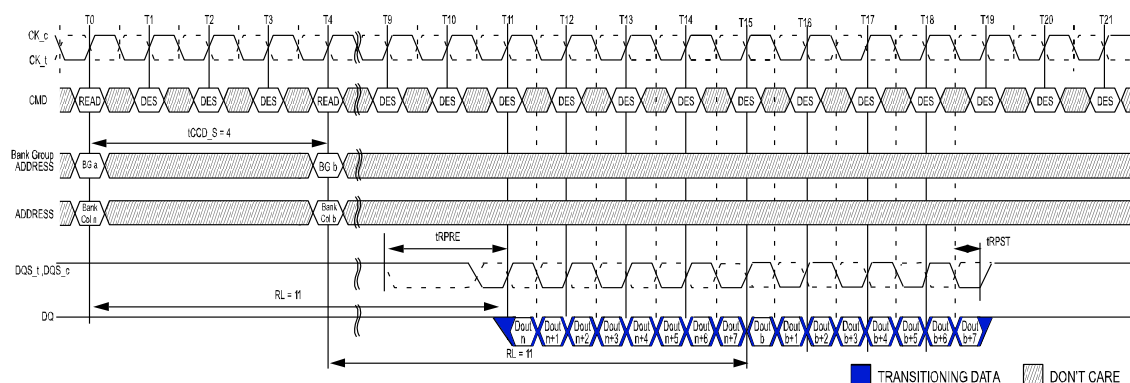 T0 T1 T2 T3 T4 T9 T10 T11 T12 T13 T14 T15 T16 T17 T18 T19 T20 T21
CK_c
CK_t
CMD READ DES DES DES READ DES DES DES DES DES DES DES DES DES DES DES DES DES
tCCD_S = 4
Bank Group
ADDRESS BG a BG b
ADDRESS Bank Col n Bank Col b
tRPRE tRPST
DQS_t ,DQS_c
RL = 11
DQ Dout n Dout n+1 Dout n+2 Dout n+3 Dout n+4 Dout n+5 Dout n+6 Dout n+7 Dout b Dout b+1 Dout b+2 Dout b+3 Dout b+4 Dout b+5 Dout b+6 Dout b+7
RL = 11
TRANSITIONING DATA DON'T CARE